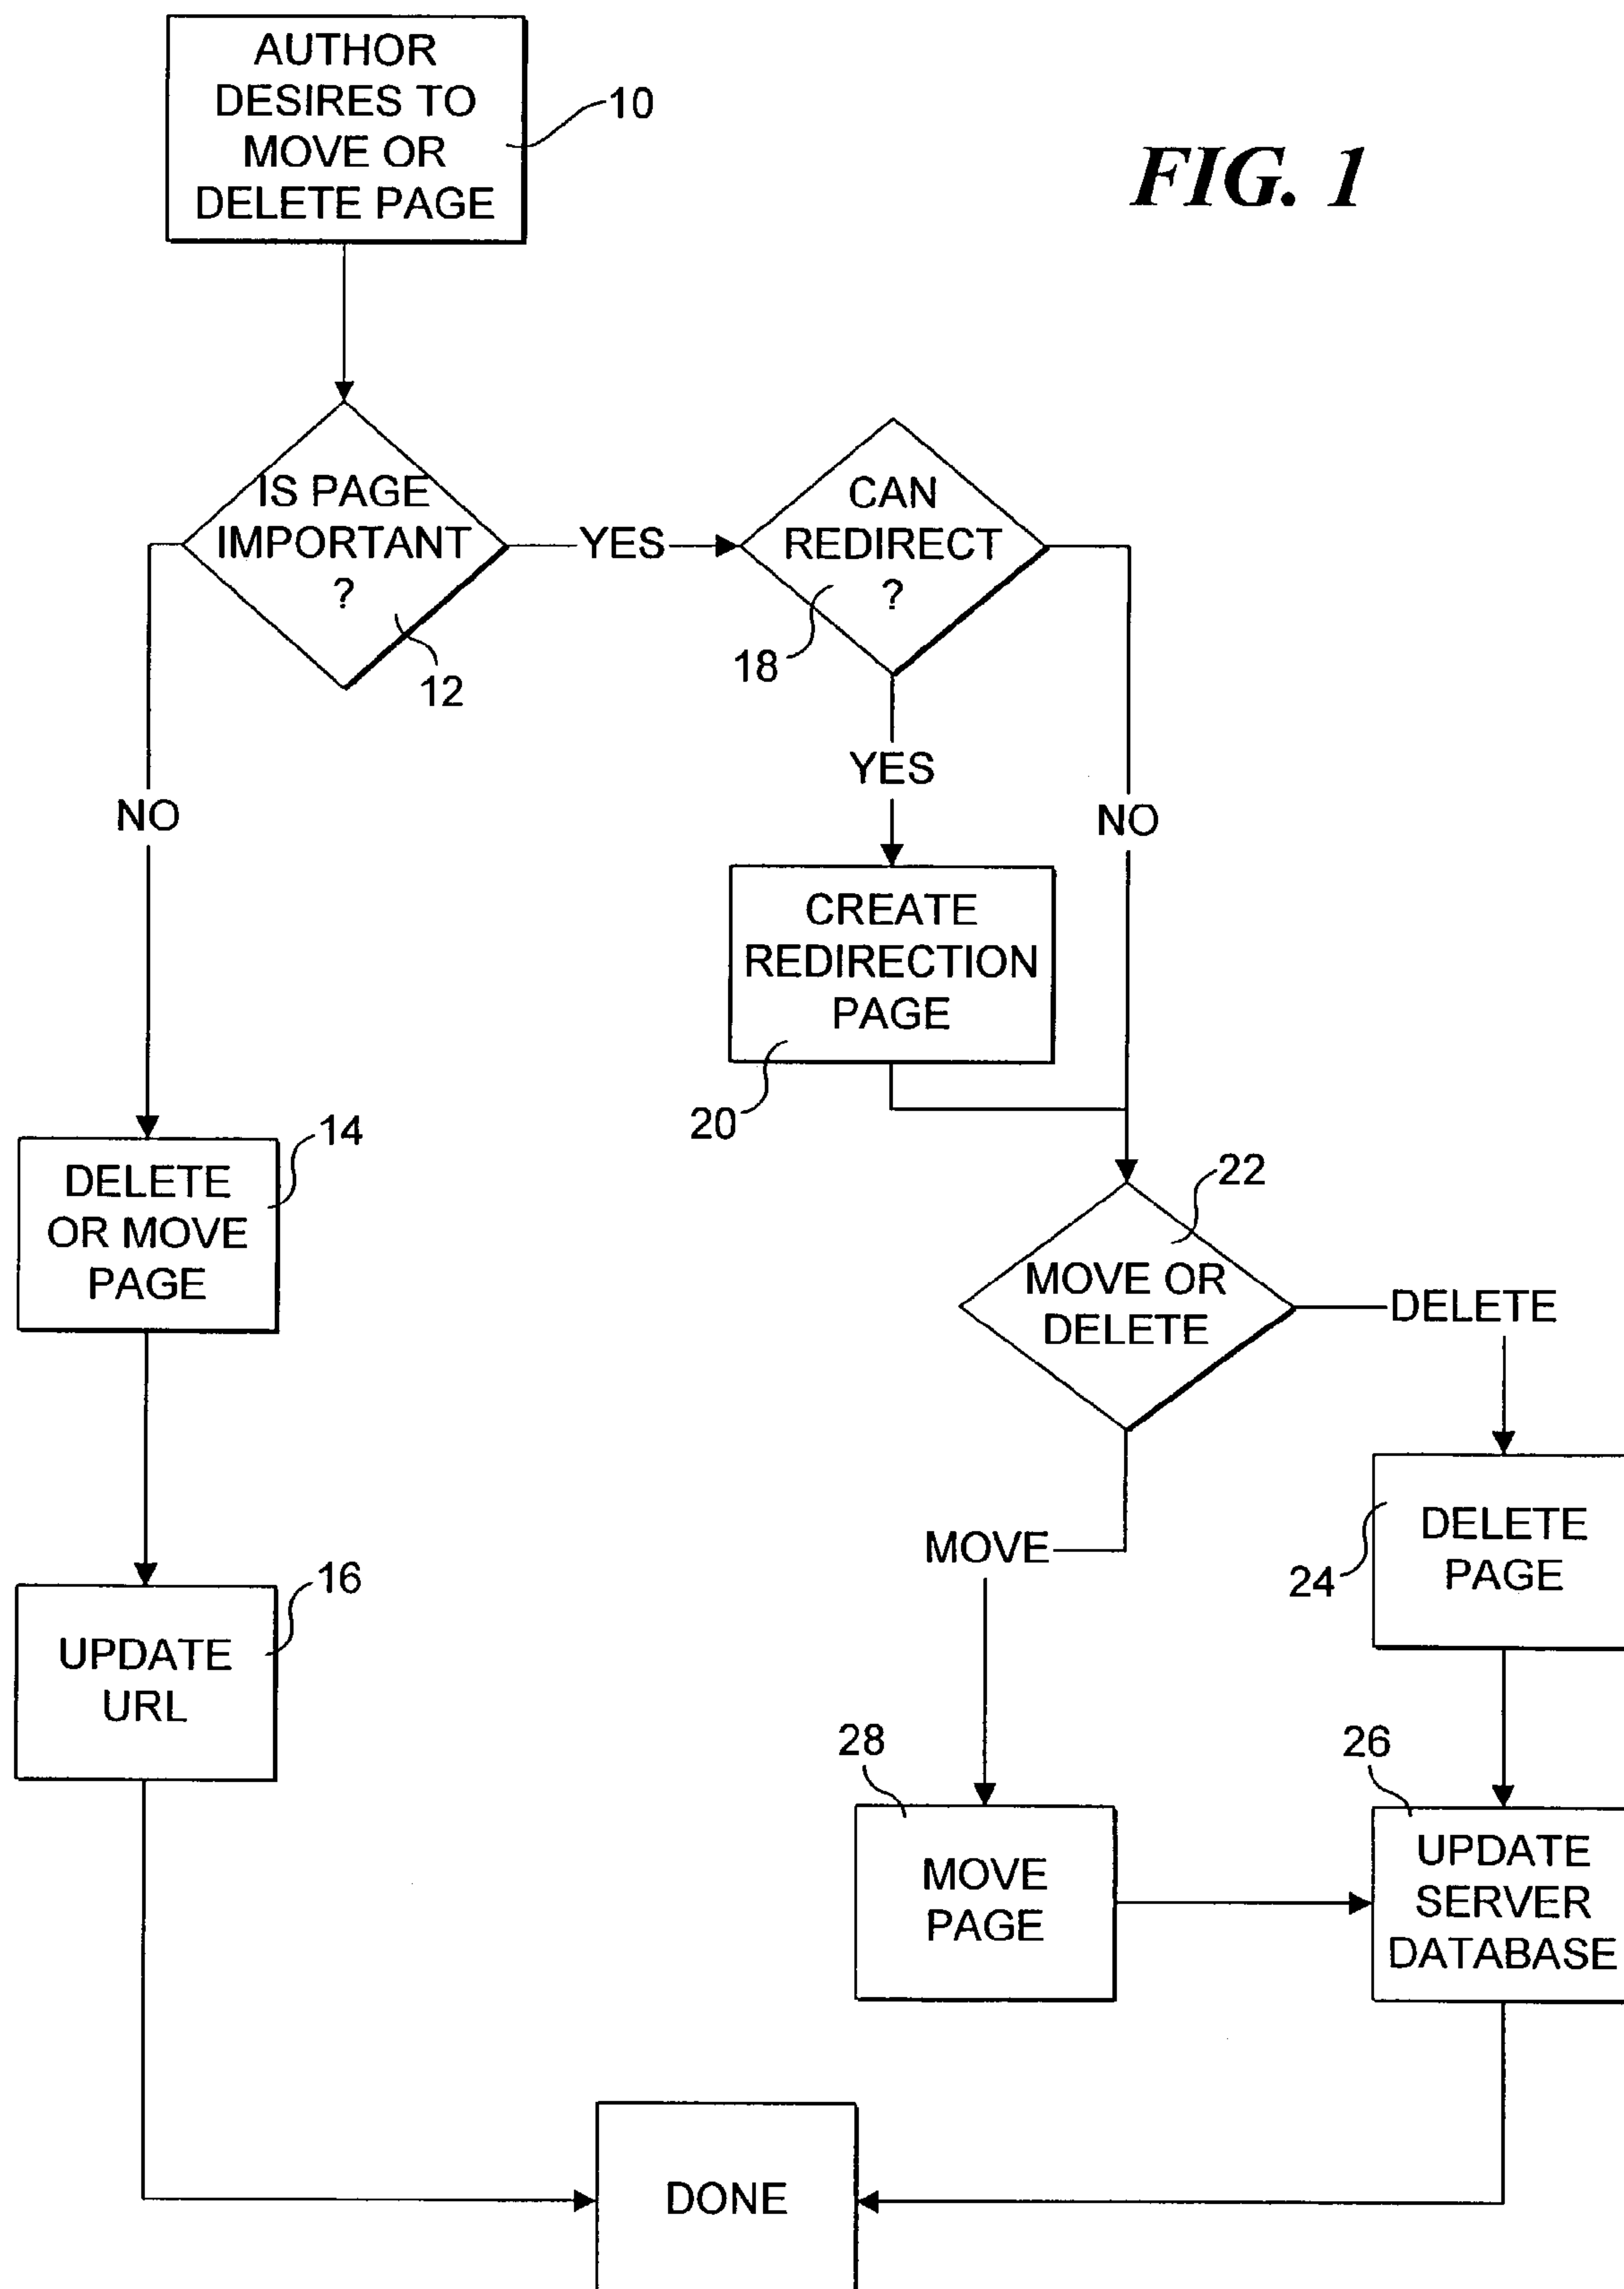 AUTHOR
DESIRES TO
MOVE OR
DELETE PAGE
10
FIG. 1
IS PAGE
IMPORTANT
?
12
YES
CAN
REDIRECT
?
18
NO
YES
NO
CREATE
REDIRECTION
PAGE
20
14
DELETE
OR MOVE
PAGE
22
MOVE OR
DELETE
DELETE
MOVE
DELETE
PAGE
24
16
UPDATE
URL
28
MOVE
PAGE
26
UPDATE
SERVER
DATABASE
DONE